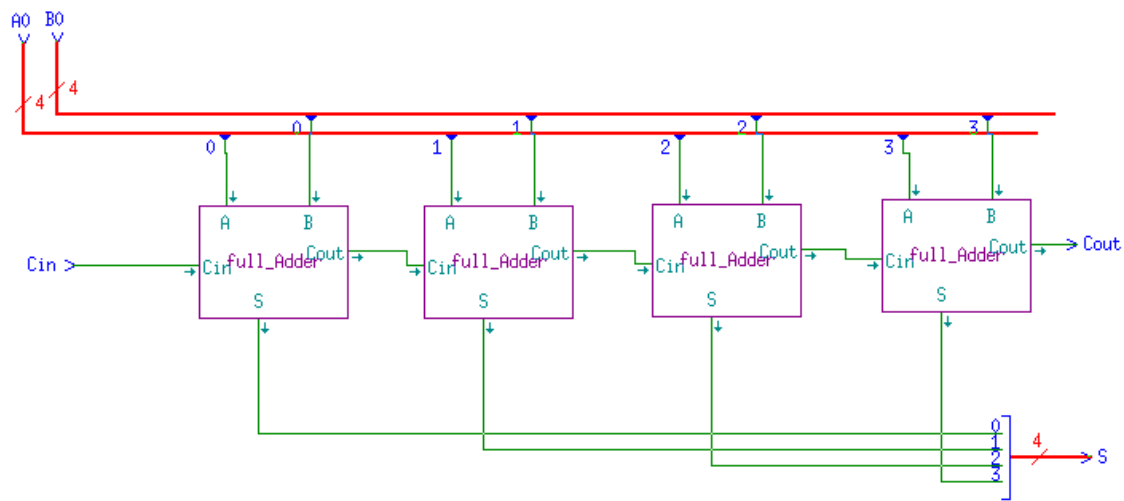 A0 B0
4 4
0 1 2 3
0 1 2 3
A B A B A B A B
Cin Cin full_Adder Cout Cin full_Adder Cout Cin full_Adder Cout Cin full_Adder Cout Cout
S S S S
0
1
2
3
4 S